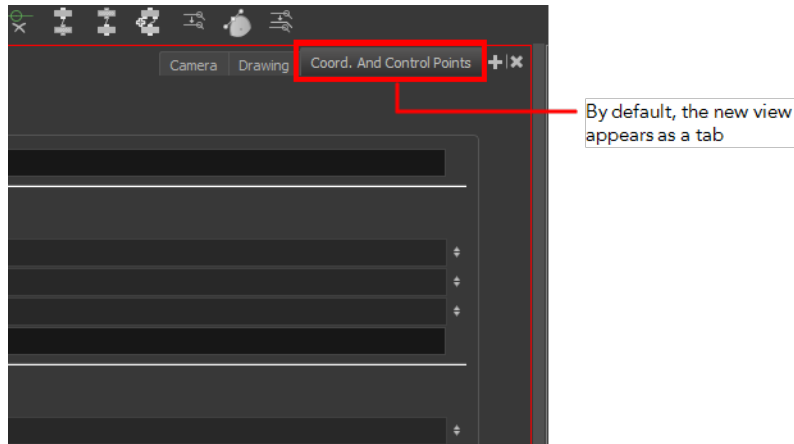 Camera Drawing Coord. And Control Points
By default, the new view
appears as a tab